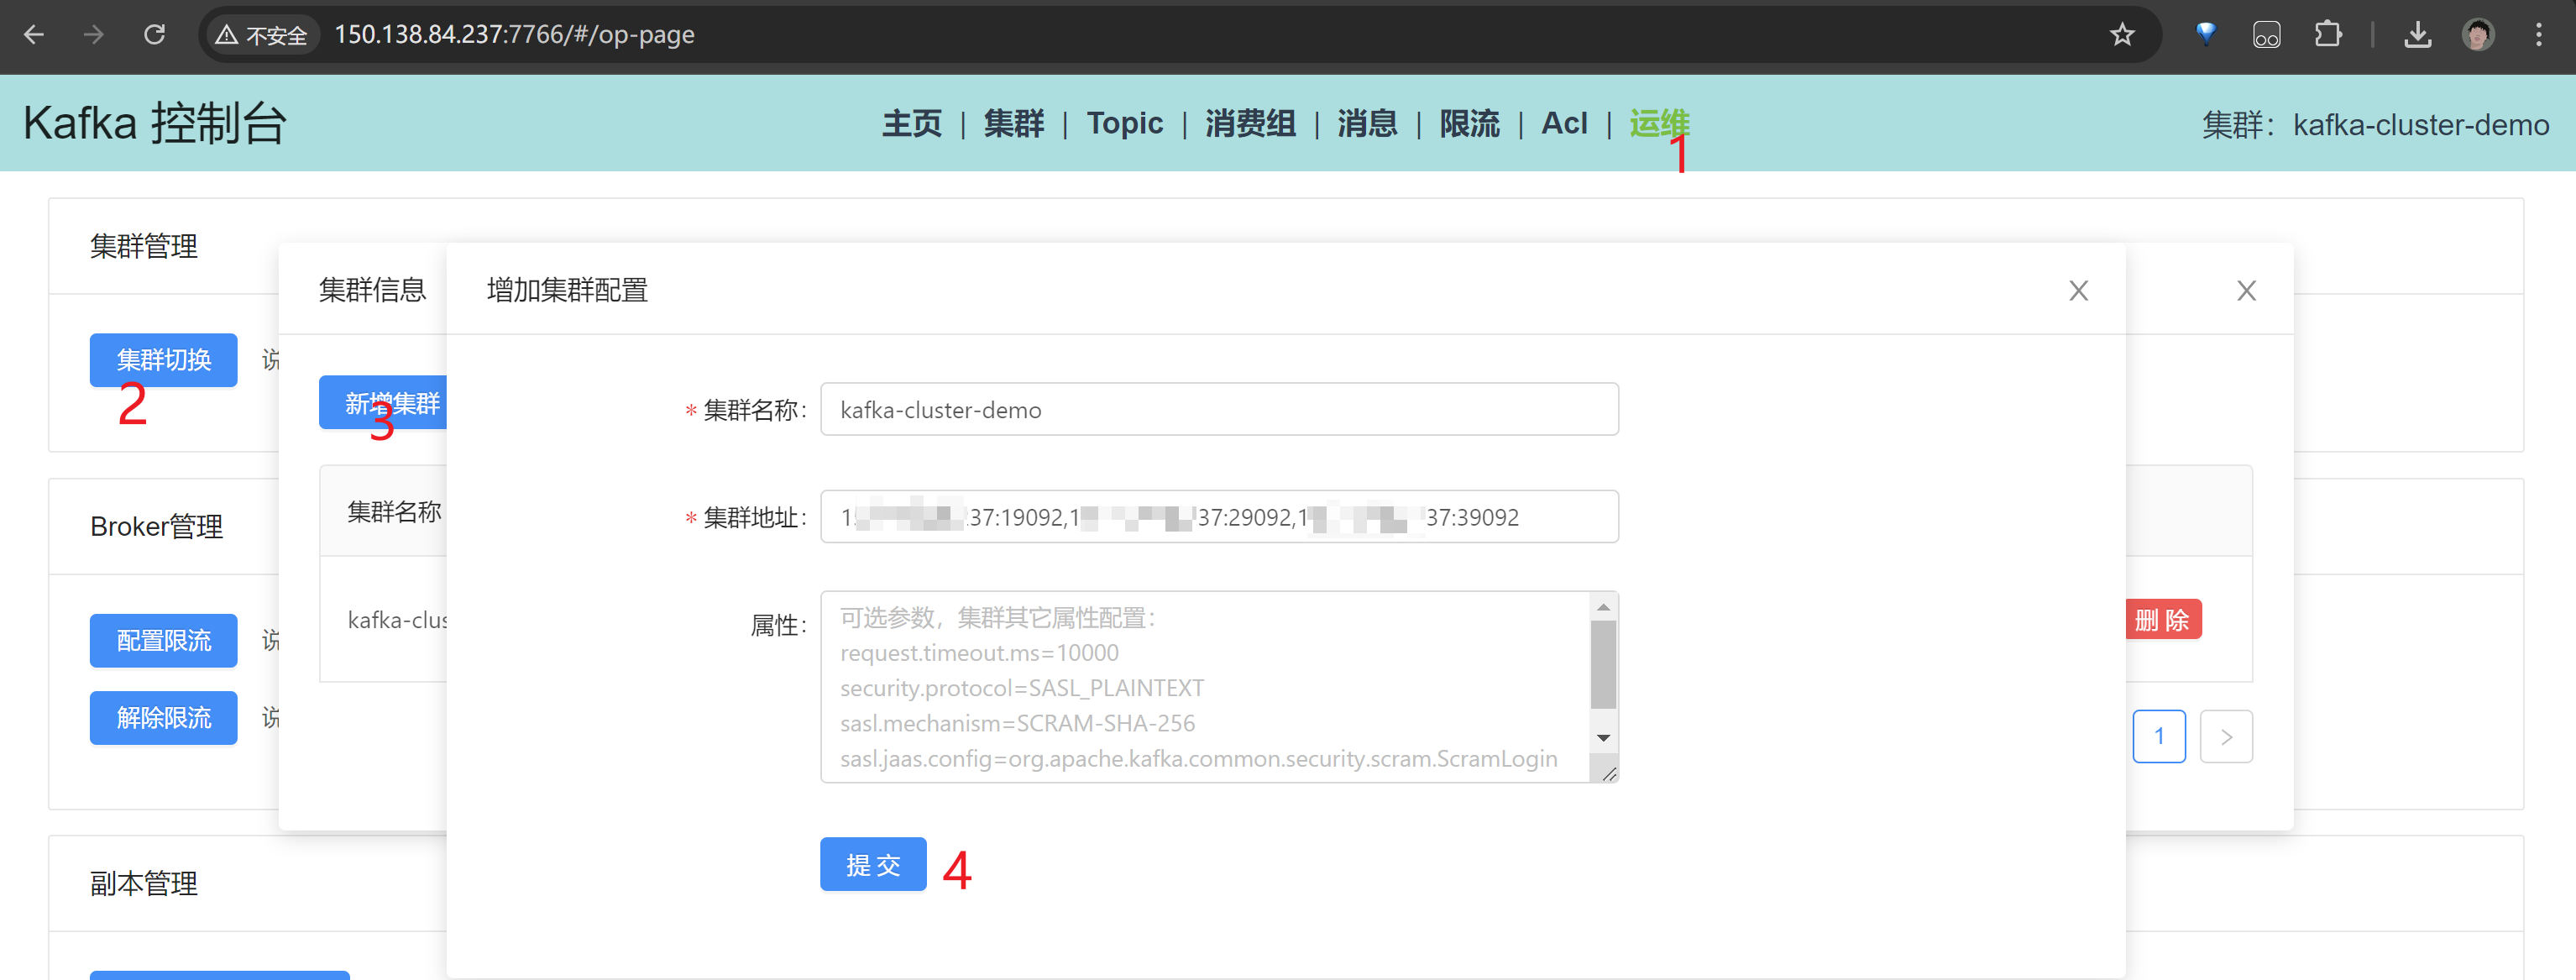 不安全 150.138.84.237:7766/#/op-page
Kafka 控制台
主页 | 集群 | Topic | 消费组 | 消息 | 限流 | Acl | 运维
1
集群：kafka-cluster-demo
集群管理
集群信息
增加集群配置
集群切换 说
2
新增集群
3
集群名称：
kafka-cluster-demo
集群地址：
37:19092,1 37:29092,1 37:39092
集群名称
Broker管理
属性：
可选参数，集群其它属性配置：
request.timeout.ms=10000
security.protocol=SASL_PLAINTEXT
sasl.mechanism=SCRAM-SHA-256
sasl.jaas.config=org.apache.kafka.common.security.scram.ScramLogin
kafka-clus
删除
配置限流 说
解除限流 说
1 >
提交
4
副本管理